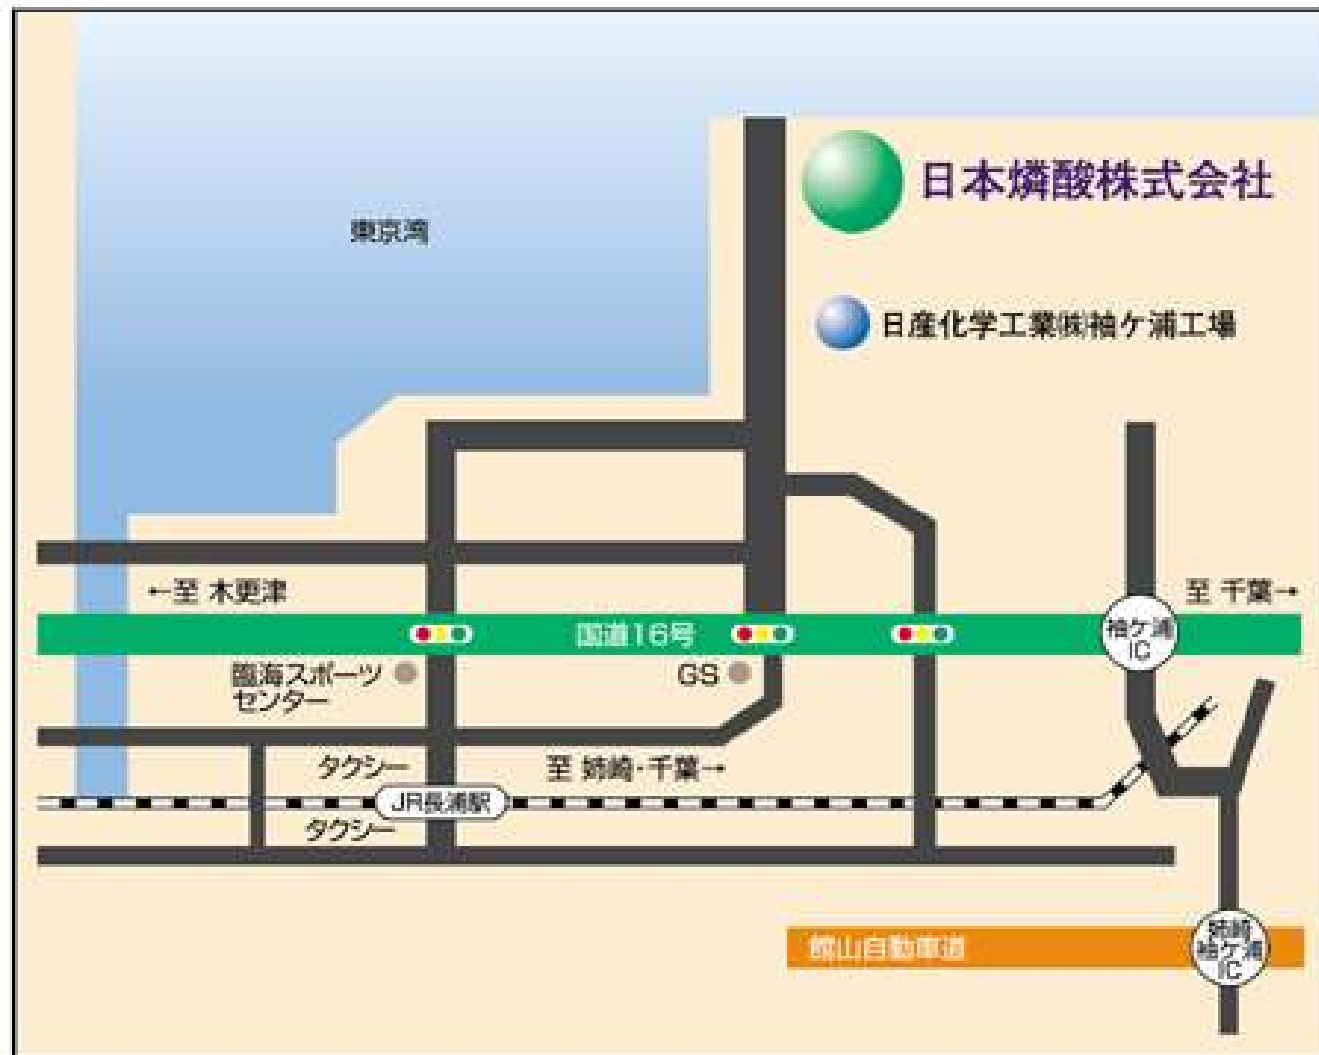 日本燐酸株式会社
東京湾
日産化学工業㈱袖ケ浦工場
←至 木更津
至 千葉→
国道16号
袖ケ浦
IC
臨海スポーツ
センター
GS
タクシー
至 姉崎・千葉→
JR長浦駅
タクシー
館山自動車道
姉崎
袖ケ浦
IC